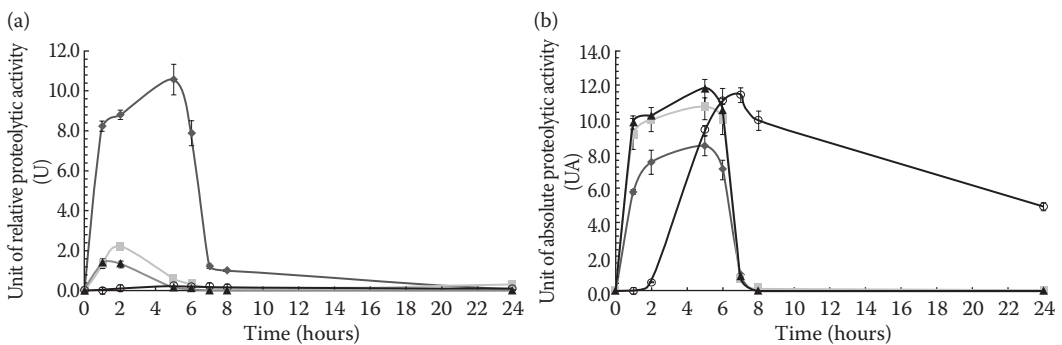 (a)
Unit of relative proteolytic activity
(U)
12.0
10.0
8.0
6.0
4.0
2.0
0.0
0 2 4 6 8 10 12 14 16 18 20 22 24
Time (hours)
(b)
Unit of absolute proteolytic activity
(UA)
14.0
12.0
10.0
8.0
6.0
4.0
2.0
0.0
0 2 4 6 8 10 12 14 16 18 20 22 24
Time (hours)